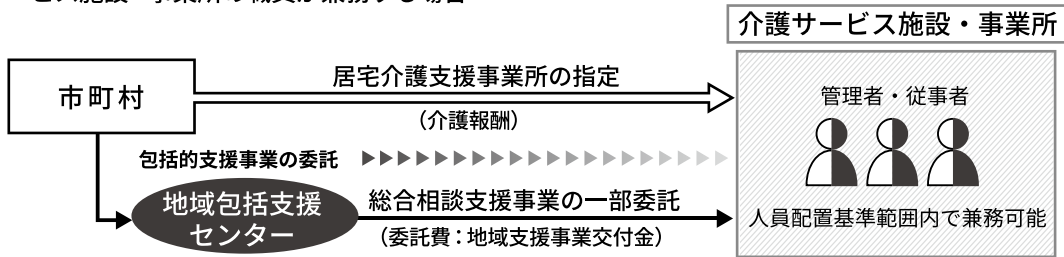 介護サービス施設・事業所
市町村
居宅介護支援事業所の指定
（介護報酬）
管理者・従事者
包括的支援事業の委託
地域包括支援
センター
総合相談支援事業の一部委託
（委託費：地域支援事業交付金）
人員配置基準範囲内で兼務可能